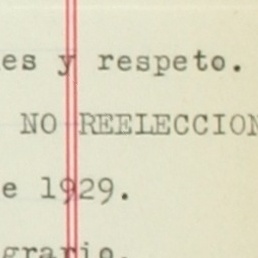 es y respeto.
NO REELECCION
e 1929.
grario.